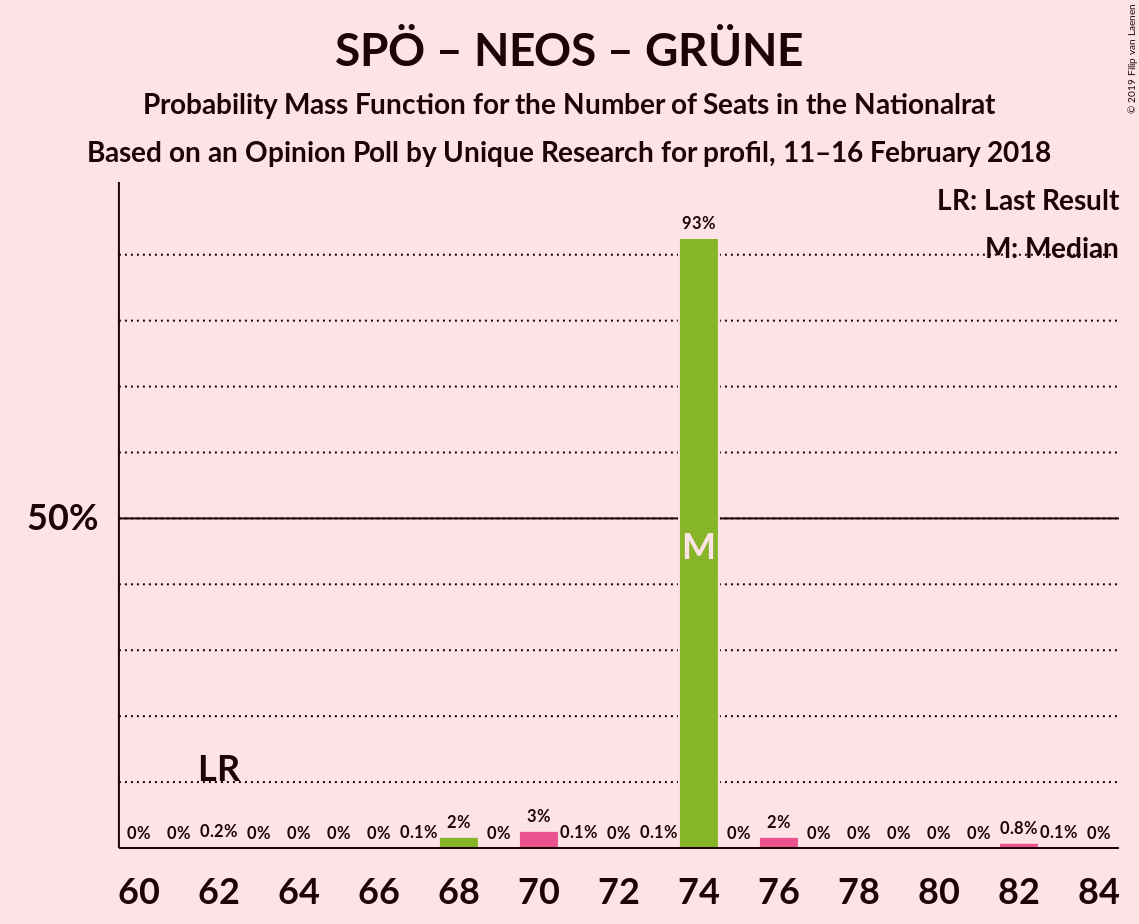 SPÖ – NEOS – GRÜNE
Probability Mass Function for the Number of Seats in the Nationalrat
Based on an Opinion Poll by Unique Research for profil, 11–16 February 2018
© 2019 Filip van Laenen
LR: Last Result
M: Median
93%
50%
M
LR
0% 0% 0.2% 0% 0% 0% 0% 0.1% 2% 0% 3% 0.1% 0% 0.1% 0% 2% 0% 0% 0% 0% 0% 0.8% 0.1% 0%
60 62 64 66 68 70 72 74 76 78 80 82 84